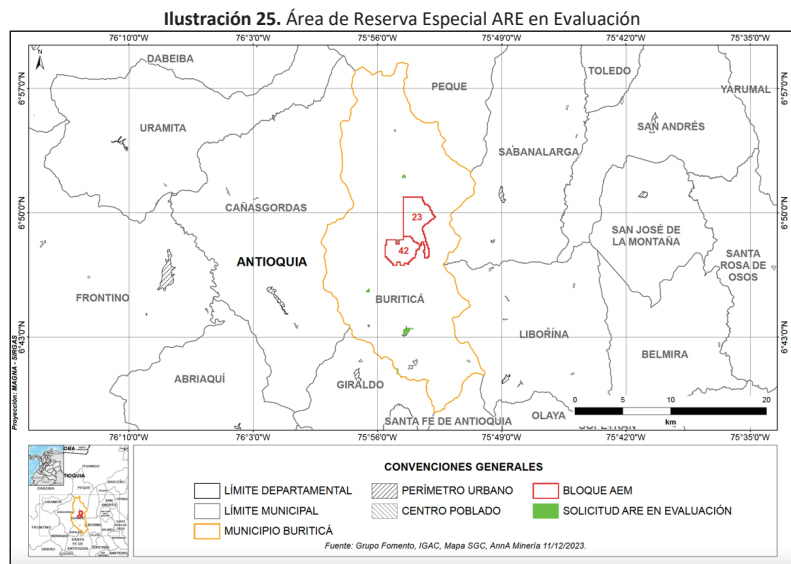 Ilustración 25. Área de Reserva Especial ARE en Evaluación
76°10'0"W 76°3'0"W 75°56'0"W 75°49'0"W 75°42'0"W 75°35'0"W
N
DABEIBA
TOLEDO
PEQUE
YARUMAL
6°57'0"N 6°57'0"N
URAMITA
SAN ANDRÉS
SABANALARGA
CAÑASGORDAS
6°50'0"N 6°50'0"N
23
SAN JOSÉ DE
LA MONTAÑA
42
ANTIOQUIA
SANTA
ROSA DE
OSOS
FRONTINO
BURITICÁ
6°43'0"N 6°43'0"N
LIBORINA
BELMIRA
ABRIAQUÍ
GIRALDO
OLAYA
SANTA FE DE ANTIOQUIA
0 5 10 20
km
Proyección: MAGNA - SIRGAS
76°10'0"W 76°3'0"W 75°56'0"W 75°49'0"W 75°42'0"W 75°35'0"W
CONVENCIONES GENERALES
LÍMITE DEPARTAMENTAL
LÍMITE MUNICIPAL
MUNICIPIO BURITICÁ
PERÍMETRO URBANO
CENTRO POBLADO
BLOQUE AEM
SOLICITUD ARE EN EVALUACIÓN
Fuente: Grupo Fomento, IGAC, Mapa SGC, AnnA Minería 11/12/2023.